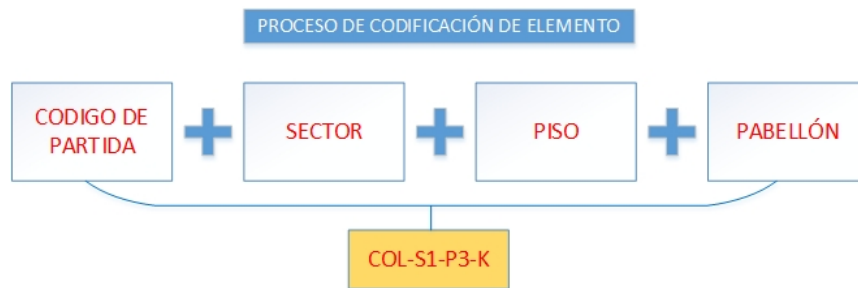 PROCESO DE CODIFICACIÓN DE ELEMENTO
CODIGO DE
PARTIDA
SECTOR
PISO
PABELLÓN
COL-S1-P3-K